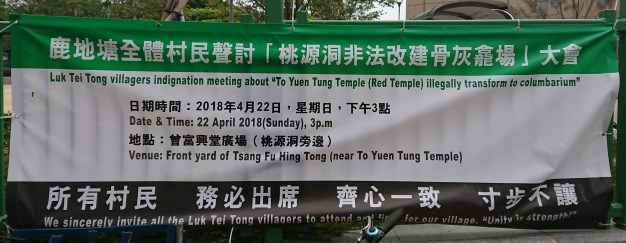 鹿地塘全體村民聲討「桃源洞非法改建骨灰龕場」大會
Luk Tei Tong villagers indignation meeting about "To Yuen Tung Temple (Red Temple) illegally transform to columbarium"
日期時間：2018年4月22日，星期日，下午3點
Date & Time: 22 April 2018(Sunday), 3p.m
地點：曾富興堂廣場（桃源洞旁邊）
Venue: Front yard of Tsang Fu Hing Tong (near To Yuen Tung Temple)
所有村民 務必出席 齊心一致 寸步不讓
We sincerely invite all the Luk Tei Tong villagers to attend and for our village, "Unity is strength!"